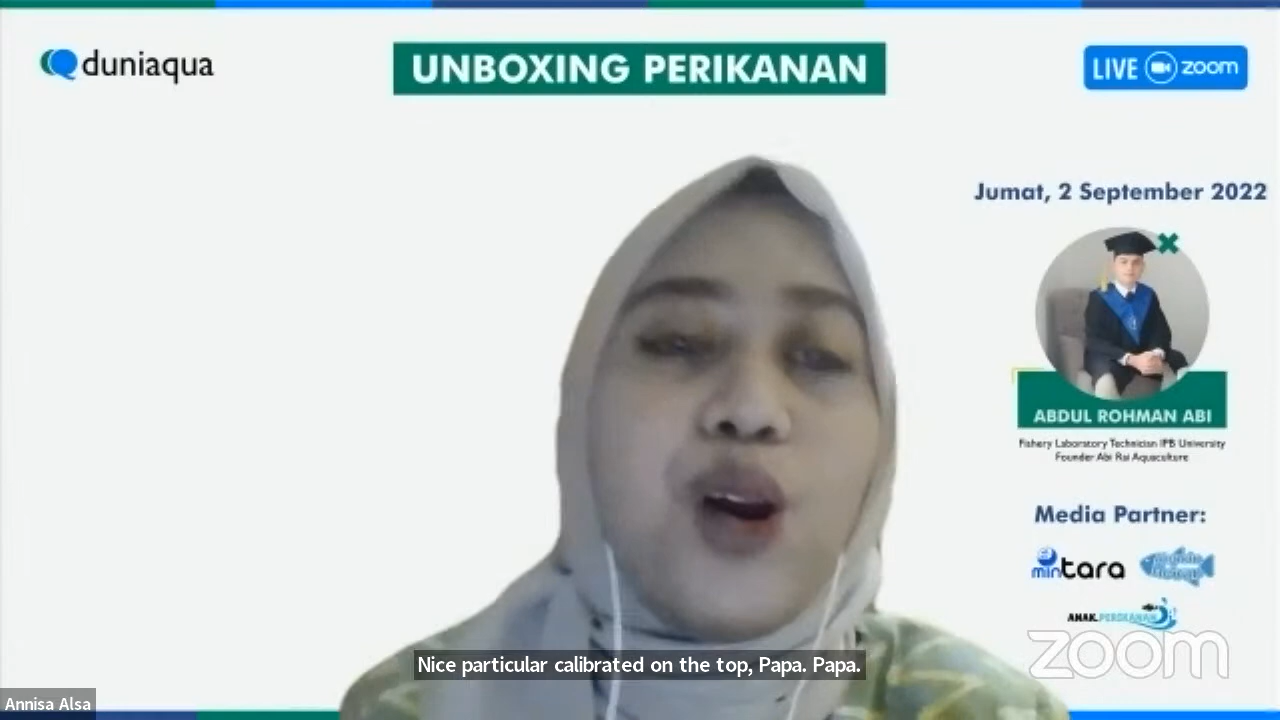 duniaqua
UNBOXING PERIKANAN
LIVE zoom
Jumat, 2 September 2022
ABDUL ROHMAN ABI
Fishery Laboratory Technician IPB University
Founder Abi Rai Aquaculture
Media Partner:
mintara
ANAK.PERIKANAN
zoom
Nice particular calibrated on the top, Papa. Papa.
Annisa Alsa